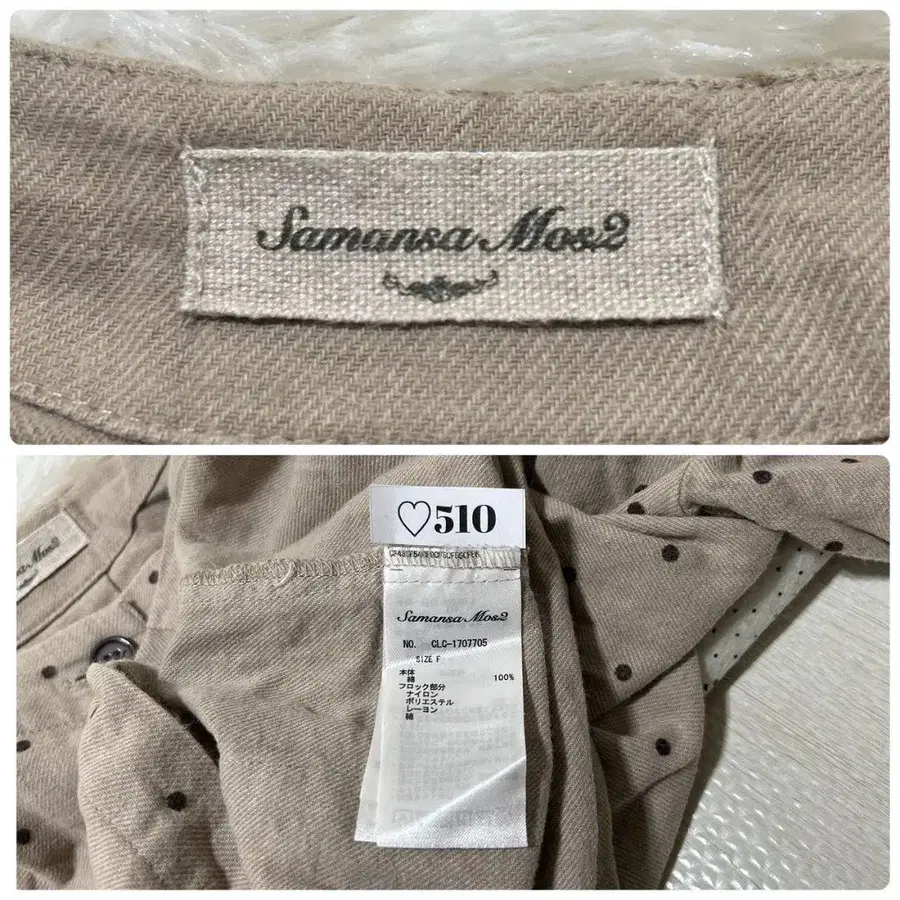 Samansa Mos2
Samansa Mos2
♡510
Samansa Mos2
NO. CLC-1707705
SIZE F
本体
綿 100%
フロック部分
ナイロン
ポリエステル
レーヨン
綿